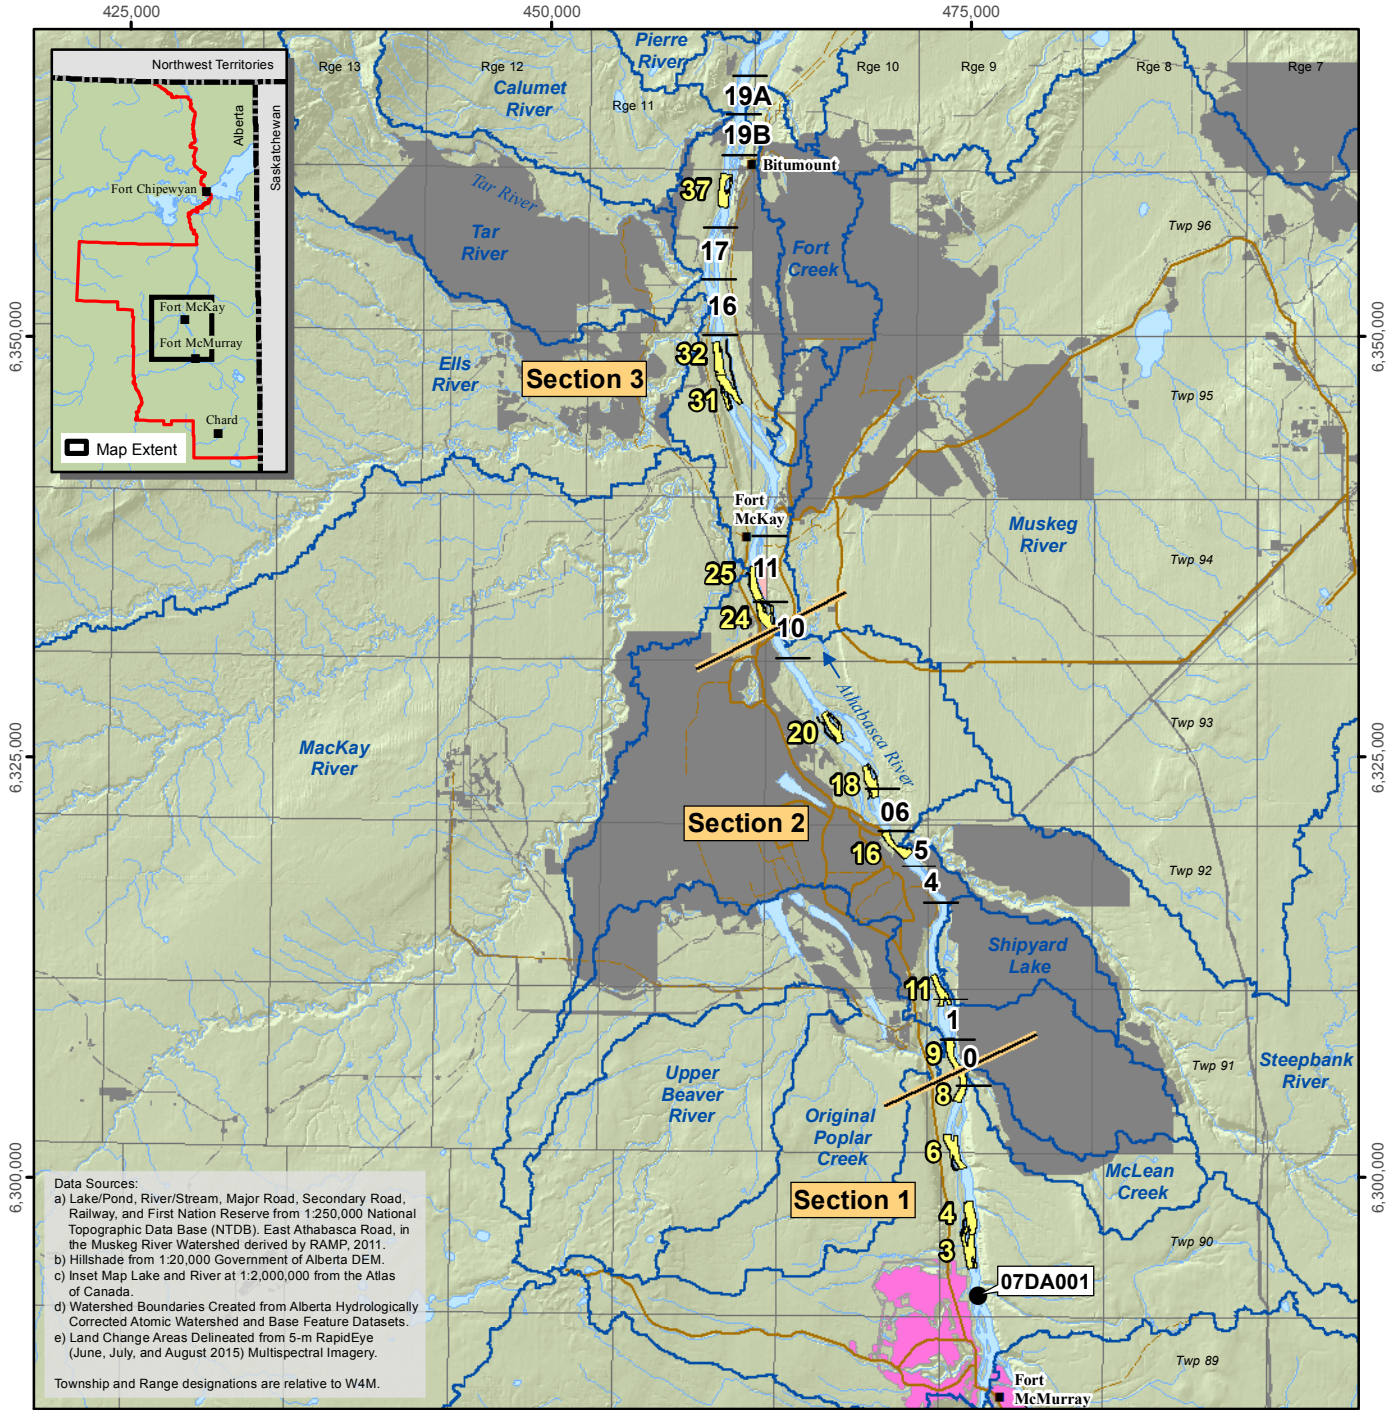 425,000
450,000
475,000
Northwest Territories
Alberta
Saskatchewan
Fort Chipewyan
Fort McKay
Fort McMurray
Chard
Map Extent
Rge 13
Rge 12
Rge 11
Rge 10
Rge 9
Rge 8
Rge 7
Pierre
River
Calumet
River
19A
19B
Bitumount
37
Tar River
Tar
River
17
Fort
Creek
Twp 96
16
6,350,000
6,350,000
32
Ells
River
Section 3
31
Twp 95
Fort
McKay
Muskeg
River
Twp 94
11
25
24
10
Athabasca River
Twp 93
20
MacKay
River
6,325,000
6,325,000
18
06
Section 2
16
5
4
Twp 92
Shipyard
Lake
11
1
9
0
Twp 91
Steepbank
River
Upper
Beaver
River
8
Original
Poplar
Creek
6
McLean
Creek
6,300,000
6,300,000
Section 1
4
3
Twp 90
07DA001
Twp 89
Fort
McMurray
Data Sources:
a) Lake/Pond, River/Stream, Major Road, Secondary Road,
Railway, and First Nation Reserve from 1:250,000 National
Topographic Data Base (NTDB). East Athabasca Road, in
the Muskeg River Watershed derived by RAMP, 2011.
b) Hillshade from 1:20,000 Government of Alberta DEM.
c) Inset Map Lake and River at 1:2,000,000 from the Atlas
of Canada.
d) Watershed Boundaries Created from Alberta Hydrologically
Corrected Atomic Watershed and Base Feature Datasets.
e) Land Change Areas Delineated from 5-m RapidEye
(June, July, and August 2015) Multispectral Imagery.
Township and Range designations are relative to W4M.